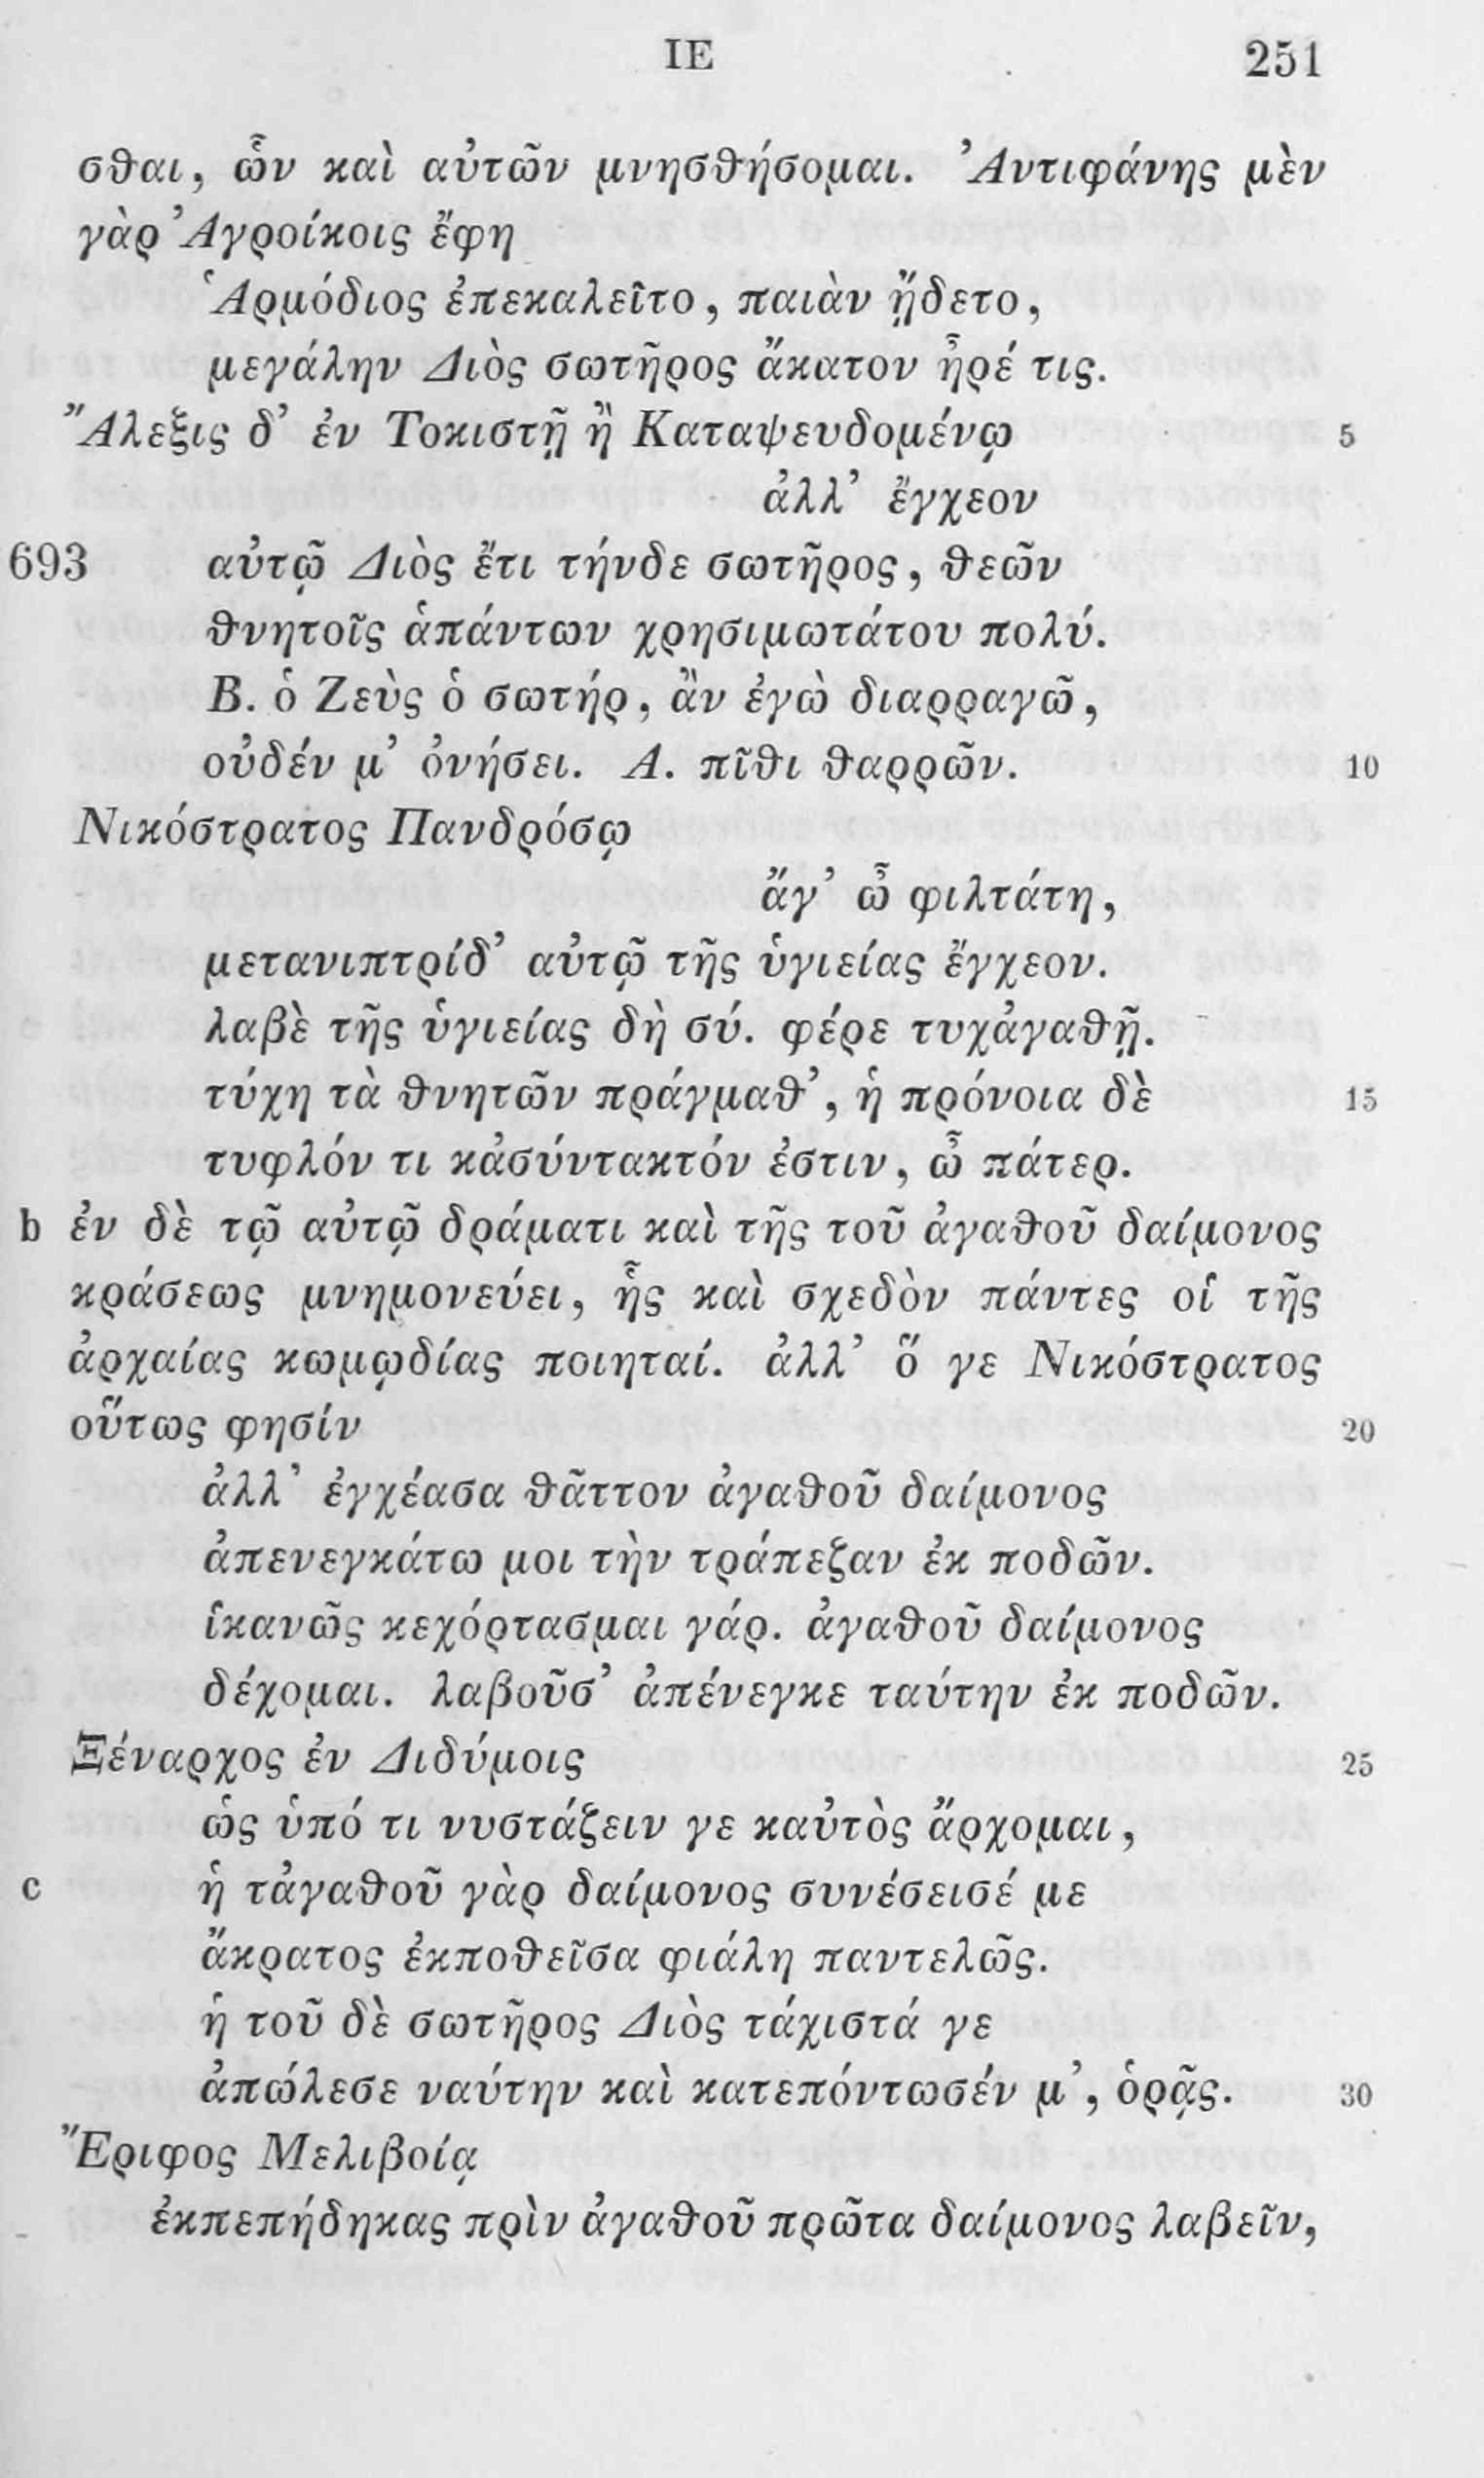 ΙΕ 251
σθαι, ὧν καὶ αὐτῶν μνησθήσομαι. Ἀντιφάνης μὲν
γὰρ Ἀγροίκοις ἔφη
Ἁρμόδιος ἐπεκαλεῖτο, παιὰν ᾔδετο,
μεγάλην Διὸς σωτῆρος ἄκατον ἦρέ τις.
Ἄλεξις δ’ ἐν Τοκιστῇ ἢ Καταψευδομένῳ 5
ἀλλ’ ἔγχεον
693 αὐτῷ Διὸς ἔτι τήνδε σωτῆρος, θεῶν
θνητοῖς ἁπάντων χρησιμωτάτου πολύ.
Β. ὁ Ζεὺς ὁ σωτήρ, ἂν ἐγὼ διαρραγῶ,
οὐδέν μ’ ὀνήσει. Α. πῖθι θαρρῶν. 10
Νικόστρατος Πανδρόσῳ
ἄγ’ ὦ φιλτάτη,
μετανιπτρίδ’ αὐτῷ τῆς ὑγιείας ἔγχεον.
λαβὲ τῆς ὑγιείας δὴ σύ. φέρε τυχἀγαθῇ.
τύχη τὰ θνητῶν πράγμαθ’, ἡ πρόνοια δὲ 15
τυφλόν τι κἀσύντακτόν ἐστιν, ὦ πάτερ.
b ἐν δὲ τῷ αὐτῷ δράματι καὶ τῆς τοῦ ἀγαθοῦ δαίμονος
κράσεως μνημονεύει, ἧς καὶ σχεδὸν πάντες οἱ τῆς
ἀρχαίας κωμῳδίας ποιηταί. ἀλλ’ ὅ γε Νικόστρατος
οὕτως φησίν 20
ἀλλ’ ἐγχέασα θᾶττον ἀγαθοῦ δαίμονος
ἀπενεγκάτω μοι τὴν τράπεζαν ἐκ ποδῶν.
ἱκανῶς κεχόρτασμαι γάρ. ἀγαθοῦ δαίμονος
δέχομαι. λαβοῦσ’ ἀπένεγκε ταύτην ἐκ ποδῶν.
Ξέναρχος ἐν Διδύμοις 25
ὡς ὑπό τι νυστάζειν γε καὐτὸς ἄρχομαι,
c ἡ τἀγαθοῦ γὰρ δαίμονος συνέσεισέ με
ἄκρατος ἐκποθεῖσα φιάλη παντελῶς.
ἡ τοῦ δὲ σωτῆρος Διὸς τάχιστά γε
ἀπώλεσε ναύτην καὶ κατεπόντωσέν μ’, ὁρᾷς. 30
Ἔριφος Μελιβοίᾳ
ἐκπεπήδηκας πρὶν ἀγαθοῦ πρῶτα δαίμονος λαβεῖν,